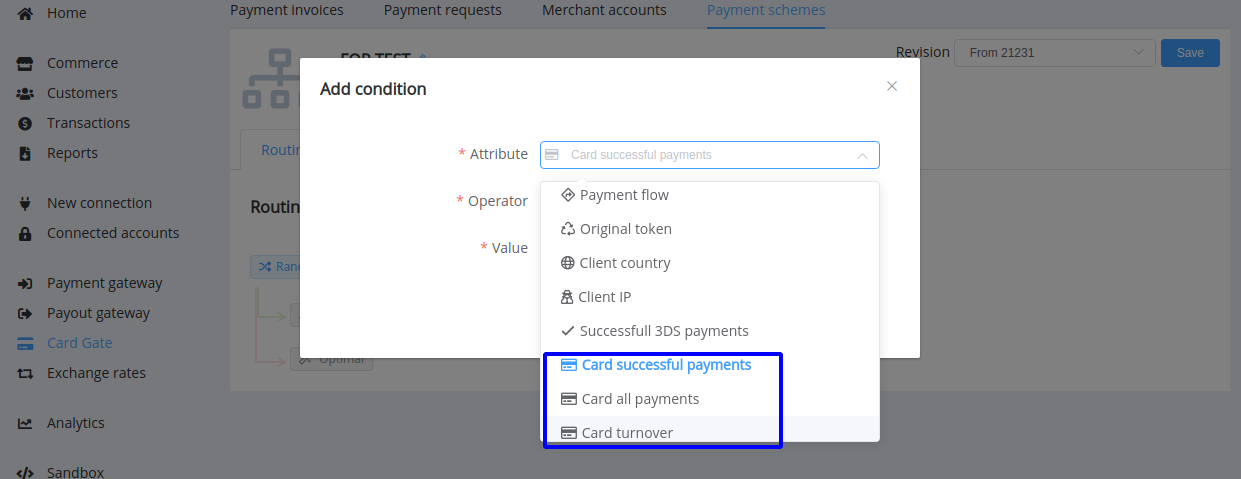 Home
Commerce
Customers
Transactions
Reports
New connection
Connected accounts
Payment gateway
Payout gateway
Card Gate
Exchange rates
Analytics
Sandbox
Payment invoices Payment requests Merchant accounts Payment schemes
FOR TEST
Revision From 21231 Save
Routin
Routin
Rand
Optimal
Add condition
* Attribute Card successful payments
* Operator
* Value
Payment flow
Original token
Client country
Client IP
Successfull 3DS payments
Card successful payments
Card all payments
Card turnover